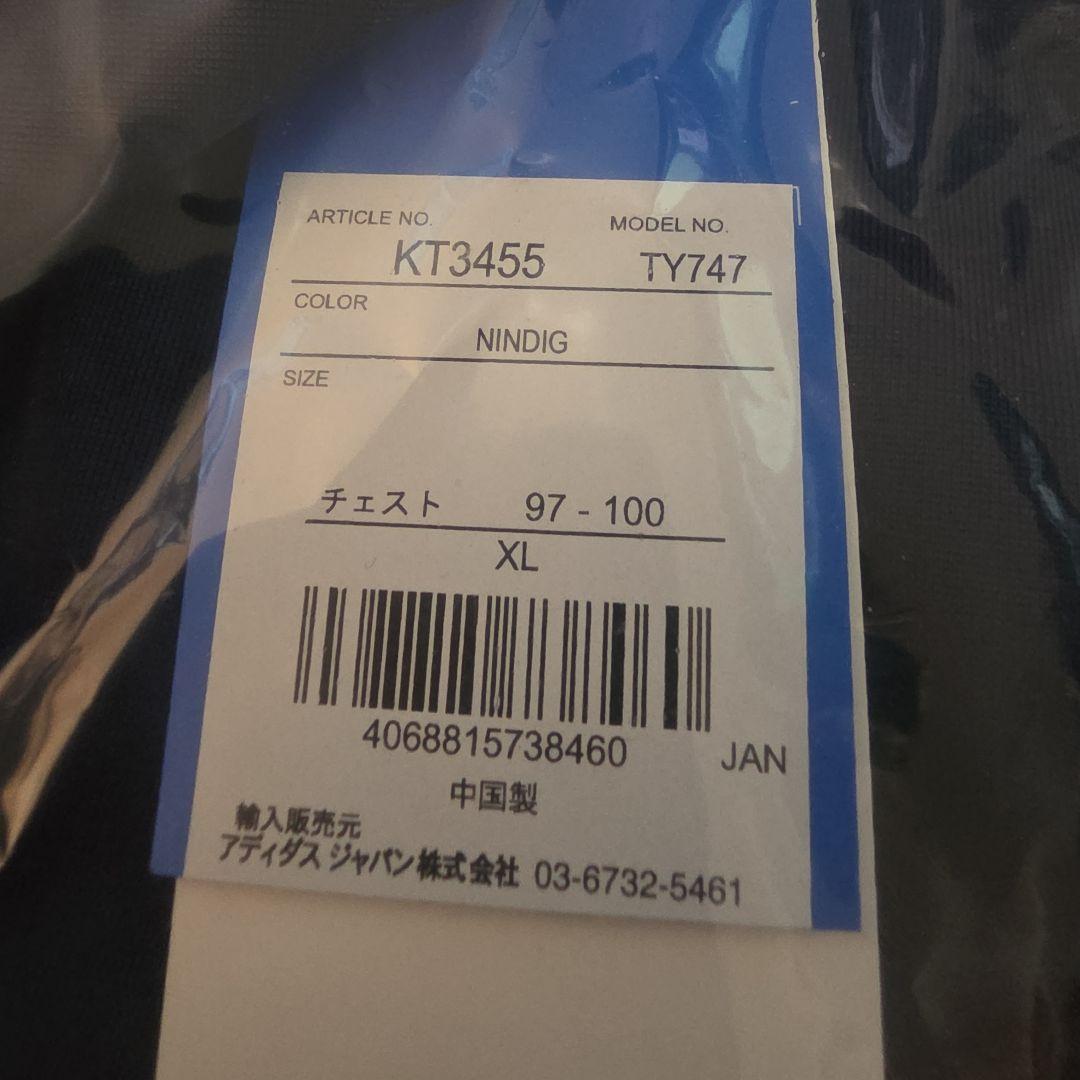 ARTICLE NO. MODEL NO.
KT3455 TY747
COLOR
NINDIG
SIZE
チェスト 97 - 100
XL
4068815738460 JAN
中国製
輸入販売元
アディダス ジャパン株式会社 03-6732-5461